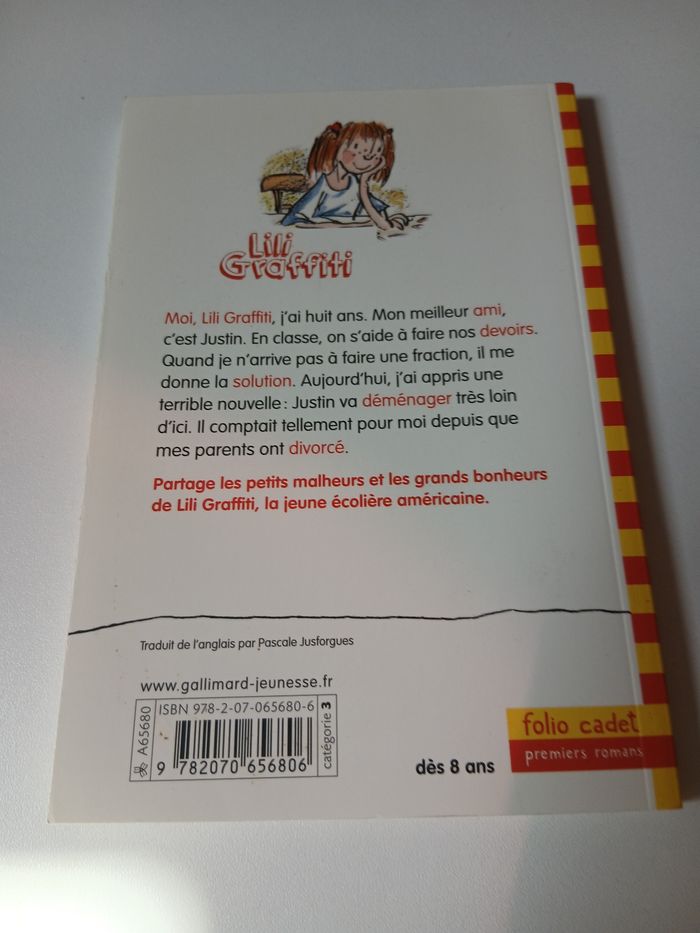 Lili
Graffiti
Moi, Lili Graffiti, j'ai huit ans. Mon meilleur ami,
c'est Justin. En classe, on s'aide à faire nos devoirs.
Quand je n'arrive pas à faire une fraction, il me
donne la solution. Aujourd'hui, j'ai appris une
terrible nouvelle : Justin va déménager très loin
d'ici. Il comptait tellement pour moi depuis que
mes parents ont divorcé.
Partage les petits malheurs et les grands bonheurs
de Lili Graffiti, la jeune écolière américaine.
Traduit de l'anglais par Pascale Jusforgues
www.gallimard-jeunesse.fr
A65680
ISBN 978-2-07-065680-6
catégorie 3
9 782070 656806
dès 8 ans
folio cadet
premiers romans